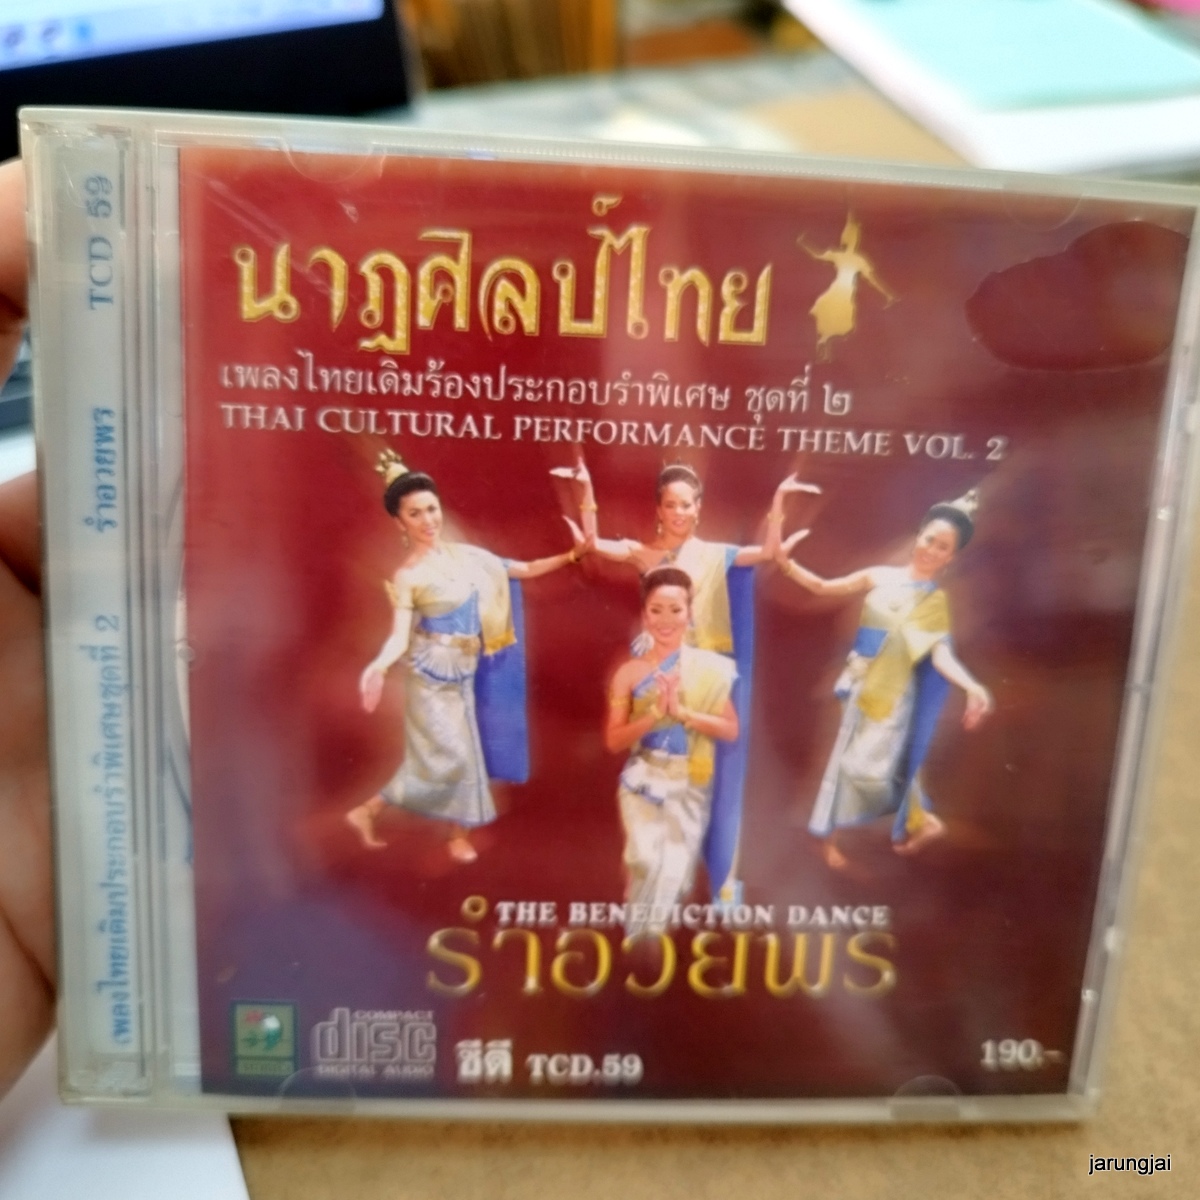 นาฏศิลป์ไทย
เพลงไทยเดิมร้องประกอบรำพิเศษ ชุดที่ ๒
THAI CULTURAL PERFORMANCE THEME VOL. 2
THE BENEDICTION DANCE
รำอวยพร
COMPACT
disc
DIGITAL AUDIO
ซีดี TCD.59
190.-
เพลงไทยเดิมประกอบรำพิเศษชุดที่ 2 รำอวยพร TCD 59
jarungjai